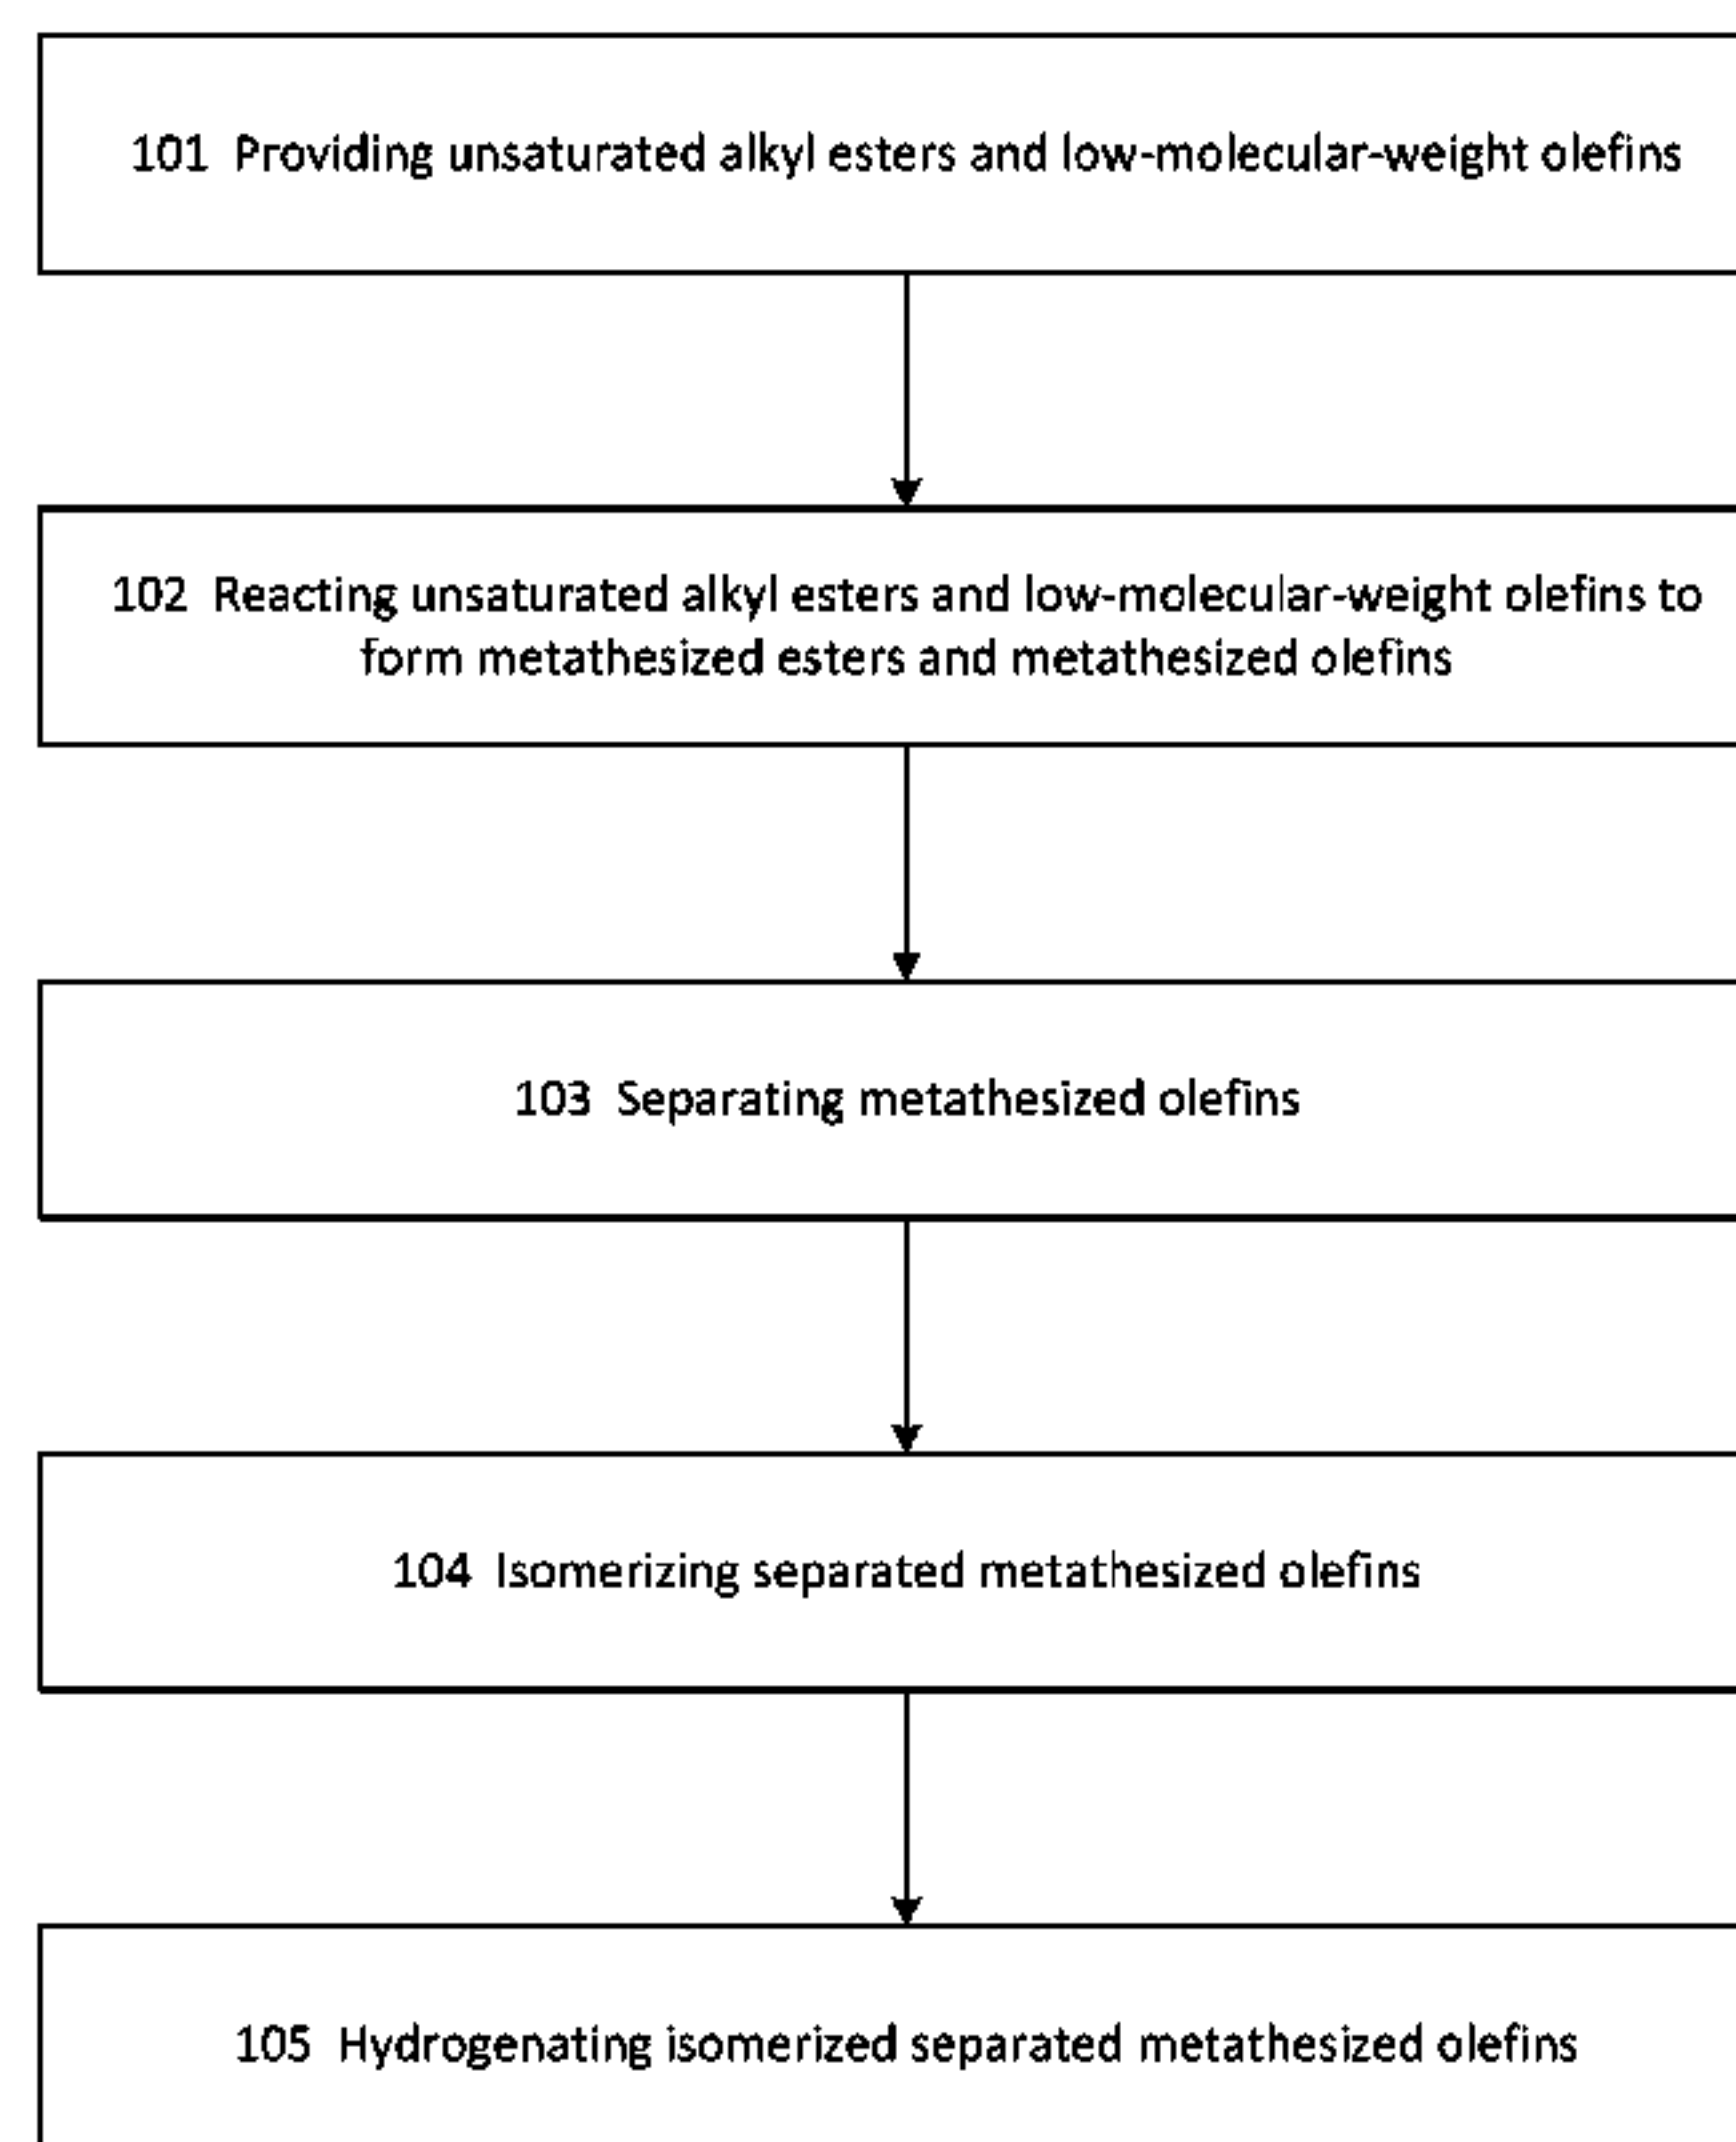 101 Providing unsaturated alkyl esters and low-molecular-weight olefins
102 Reacting unsaturated alkyl esters and low-molecular-weight olefins to
form metathesized esters and metathesized olefins
103 Separating metathesized olefins
104 Isomerizing separated metathesized olefins
105 Hydrogenating isomerized separated metathesized olefins